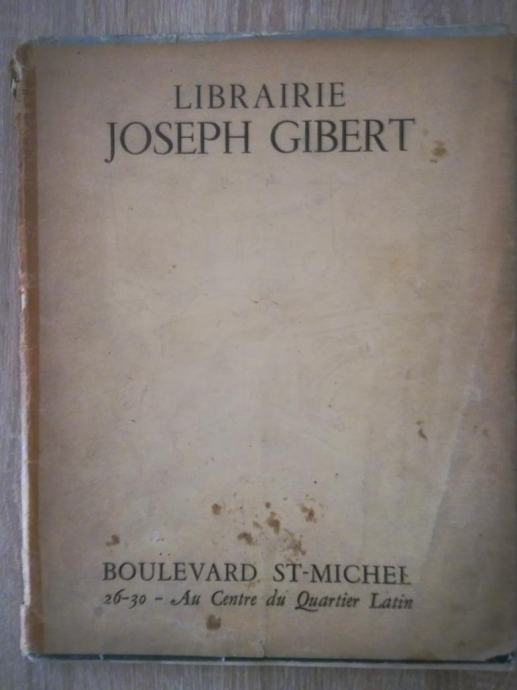 LIBRAIRIE
JOSEPH GIBERT
BOULEVARD ST-MICHEL
26-30 - Au Centre du Quartier Latin